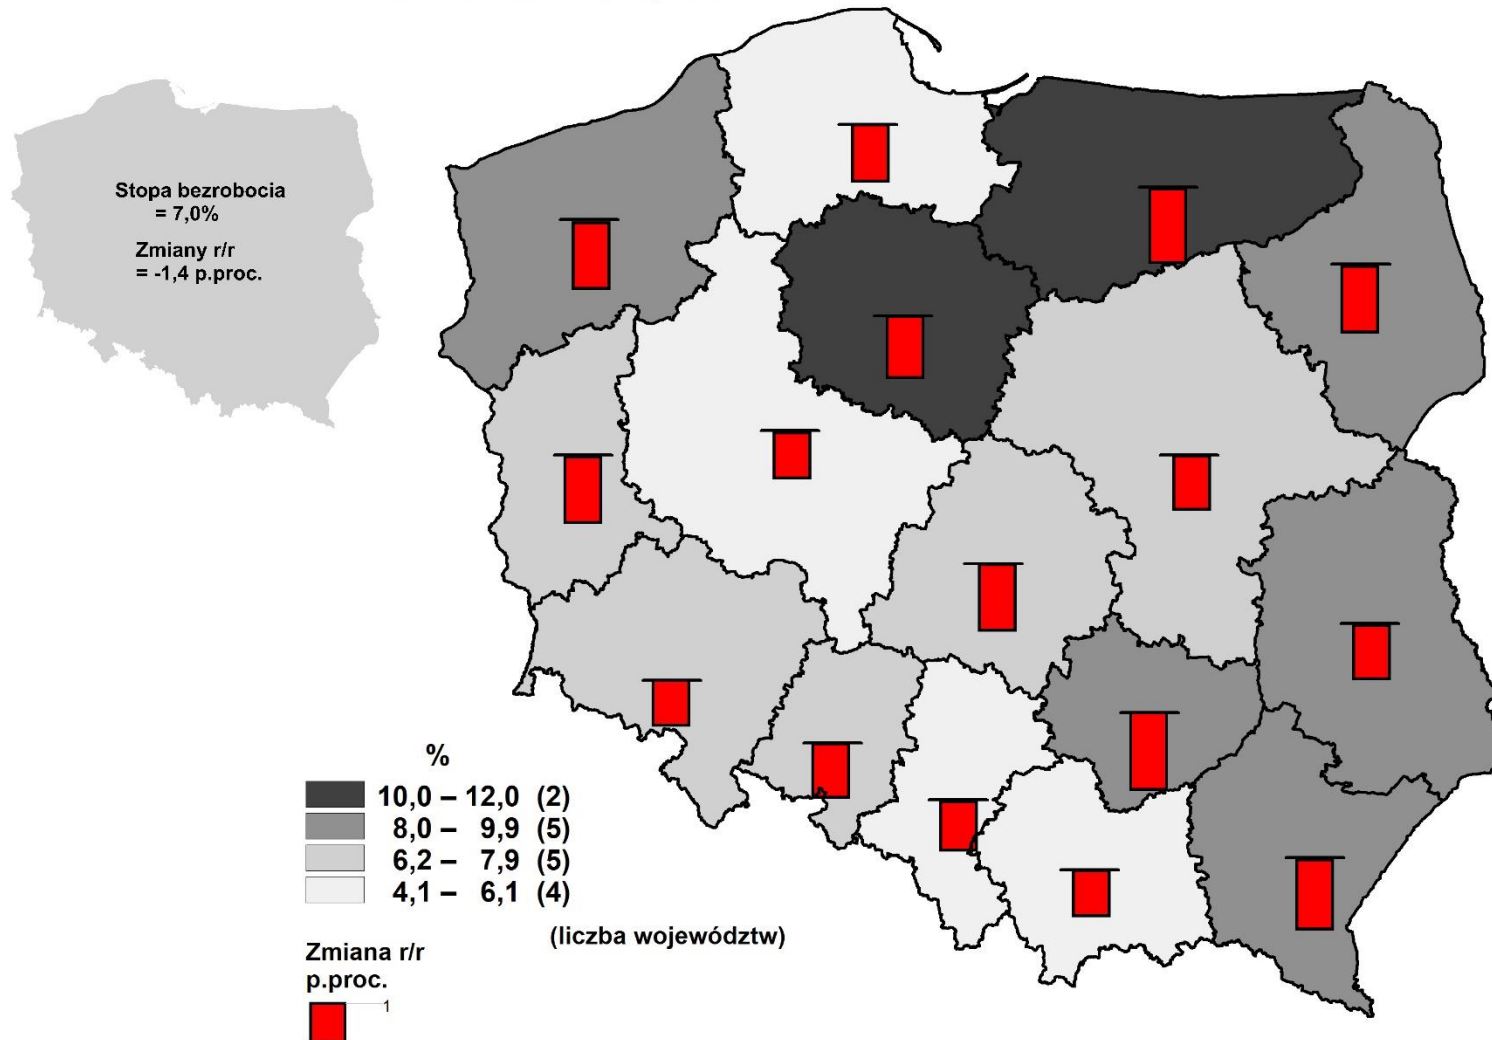 Stopa bezrobocia
= 7,0%
Zmiany r/r
= -1,4 p.proc.
%
10,0 – 12,0 (2)
8,0 – 9,9 (5)
6,2 – 7,9 (5)
4,1 – 6,1 (4)
(liczba województw)
Zmiana r/r
p.proc.
1